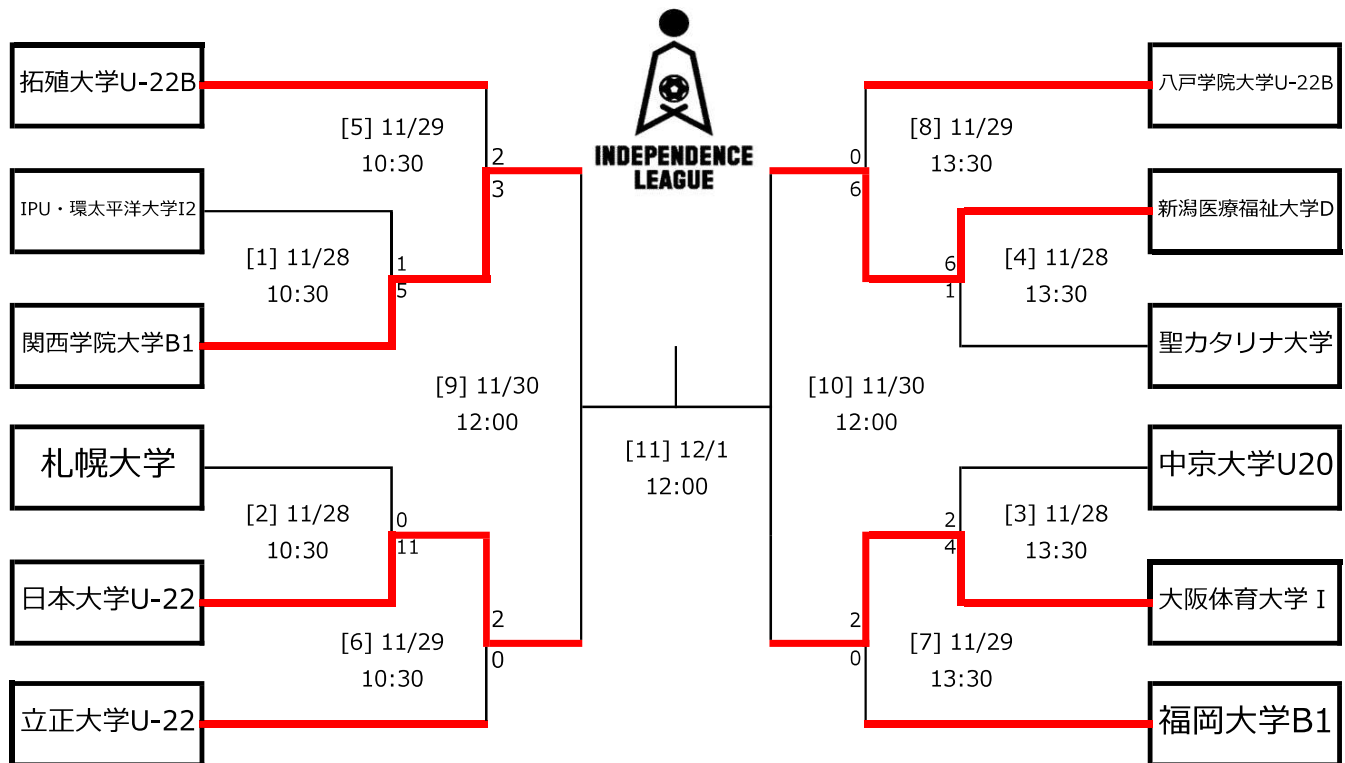 拓殖大学U-22B
IPU・環太平洋大学I2
関西学院大学B1
札幌大学
日本大学U-22
立正大学U-22
[5] 11/29
10:30
2
3
[1] 11/28
10:30
1
5
[9] 11/30
12:00
[2] 11/28
10:30
0
11
[6] 11/29
10:30
2
0
INDEPENDENCE
LEAGUE
[11] 12/1
12:00
[8] 11/29
13:30
0
6
[4] 11/28
13:30
6
1
[10] 11/30
12:00
[3] 11/28
13:30
2
4
[7] 11/29
13:30
2
0
八戸学院大学U-22B
新潟医療福祉大学D
聖カタリナ大学
中京大学U20
大阪体育大学 I
福岡大学B1